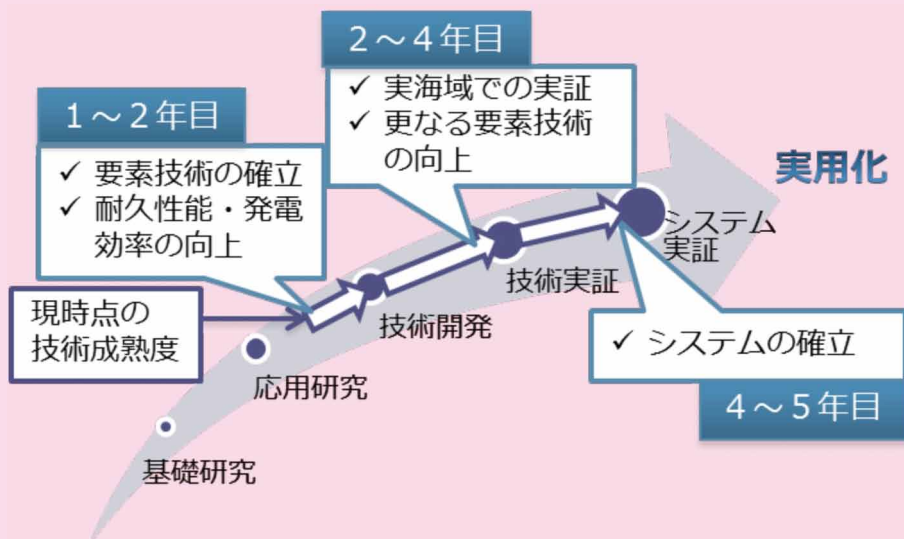 2~4年目
✓ 実海域での実証
✓ 更なる要素技術
の向上
1~2年目
✓ 要素技術の確立
✓ 耐久性能・発電
効率の向上
実用化
システム
実証
技術実証
現時点の
技術成熟度
技術開発
✓ システムの確立
応用研究
4~5年目
基礎研究